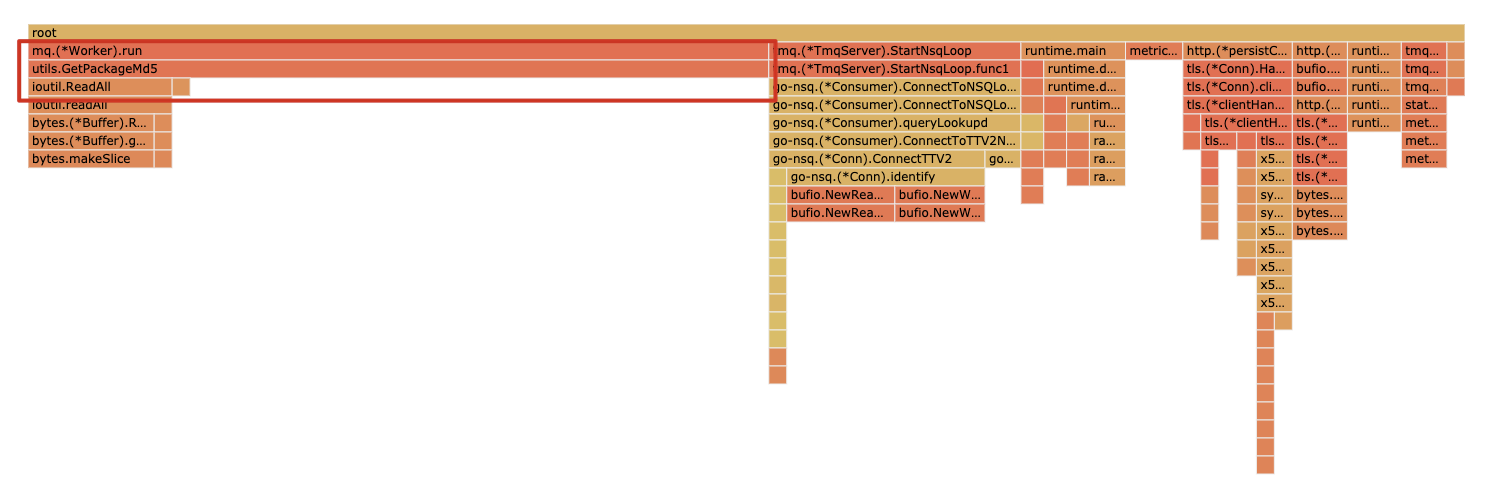 root
mq.(*Worker).run mq.(*TmqServer).StartNsqLoop runtime.main metric... http.(*persistC... http.(... runti... tmq...
utils.GetPackageMd5 mq.(*TmqServer).StartNsqLoop.func1 runtime.d... tls.(*Conn).Ha... bufio.... runti... tmq...
ioutil.ReadAll go-nsq.(*Consumer).ConnectToNSQLo... runtime.d... tls.(*Conn).cli... bufio.... runti... tmq...
ioutil.readAll go-nsq.(*Consumer).ConnectToNSQLo... runtim... tls.(*clientHan... http.(... runti... stat...
bytes.(*Buffer).R... go-nsq.(*Consumer).queryLookupd ru... tls.(*clientH... tls.(*... runti... met...
bytes.(*Buffer).g... go-nsq.(*Consumer).ConnectToTTV2N... ra... tls... tls... tls.(*... met...
bytes.makeSlice go-nsq.(*Conn).ConnectTTV2 go... ra... x5... tls.(*... met...
go-nsq.(*Conn).identify ra... x5... tls.(*...
bufio.NewRea... bufio.NewW... sy... bytes....
bufio.NewRea... bufio.NewW... sy... bytes....
x5... bytes....
x5...
x5...
x5...
x5...